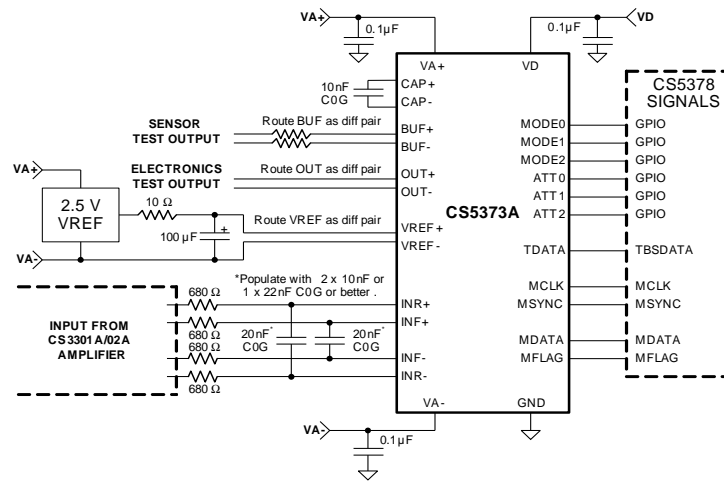 VA+
0.1µF
0.1µF
VD
VA+
VD
10nF
C0G
CAP+
CAP-
CS5378
SIGNALS
SENSOR
TEST OUTPUT
Route BUF as diff pair
BUF+
BUF-
MODE0
GPIO
MODE1
GPIO
MODE2
GPIO
ELECTRONICS
TEST OUTPUT
Route OUT as diff pair
OUT+
OUT-
ATT0
GPIO
ATT1
GPIO
ATT2
GPIO
CS5373A
VA+
2.5 V
VREF
10 Ω
100 µF
+
Route VREF as diff pair
VREF+
VREF-
VA-
TDATA
TBSDATA
*Populate with 2 x 10nF or
1 x 22nF C0G or better .
MCLK
MCLK
MSYNC
MSYNC
INPUT FROM
CS3301A/02A
AMPLIFIER
680 Ω
680 Ω
680 Ω
680 Ω
20nF*
C0G
20nF*
C0G
INR+
INF+
INF-
INR-
MDATA
MDATA
MFLAG
MFLAG
VA-
GND
VA-
0.1µF